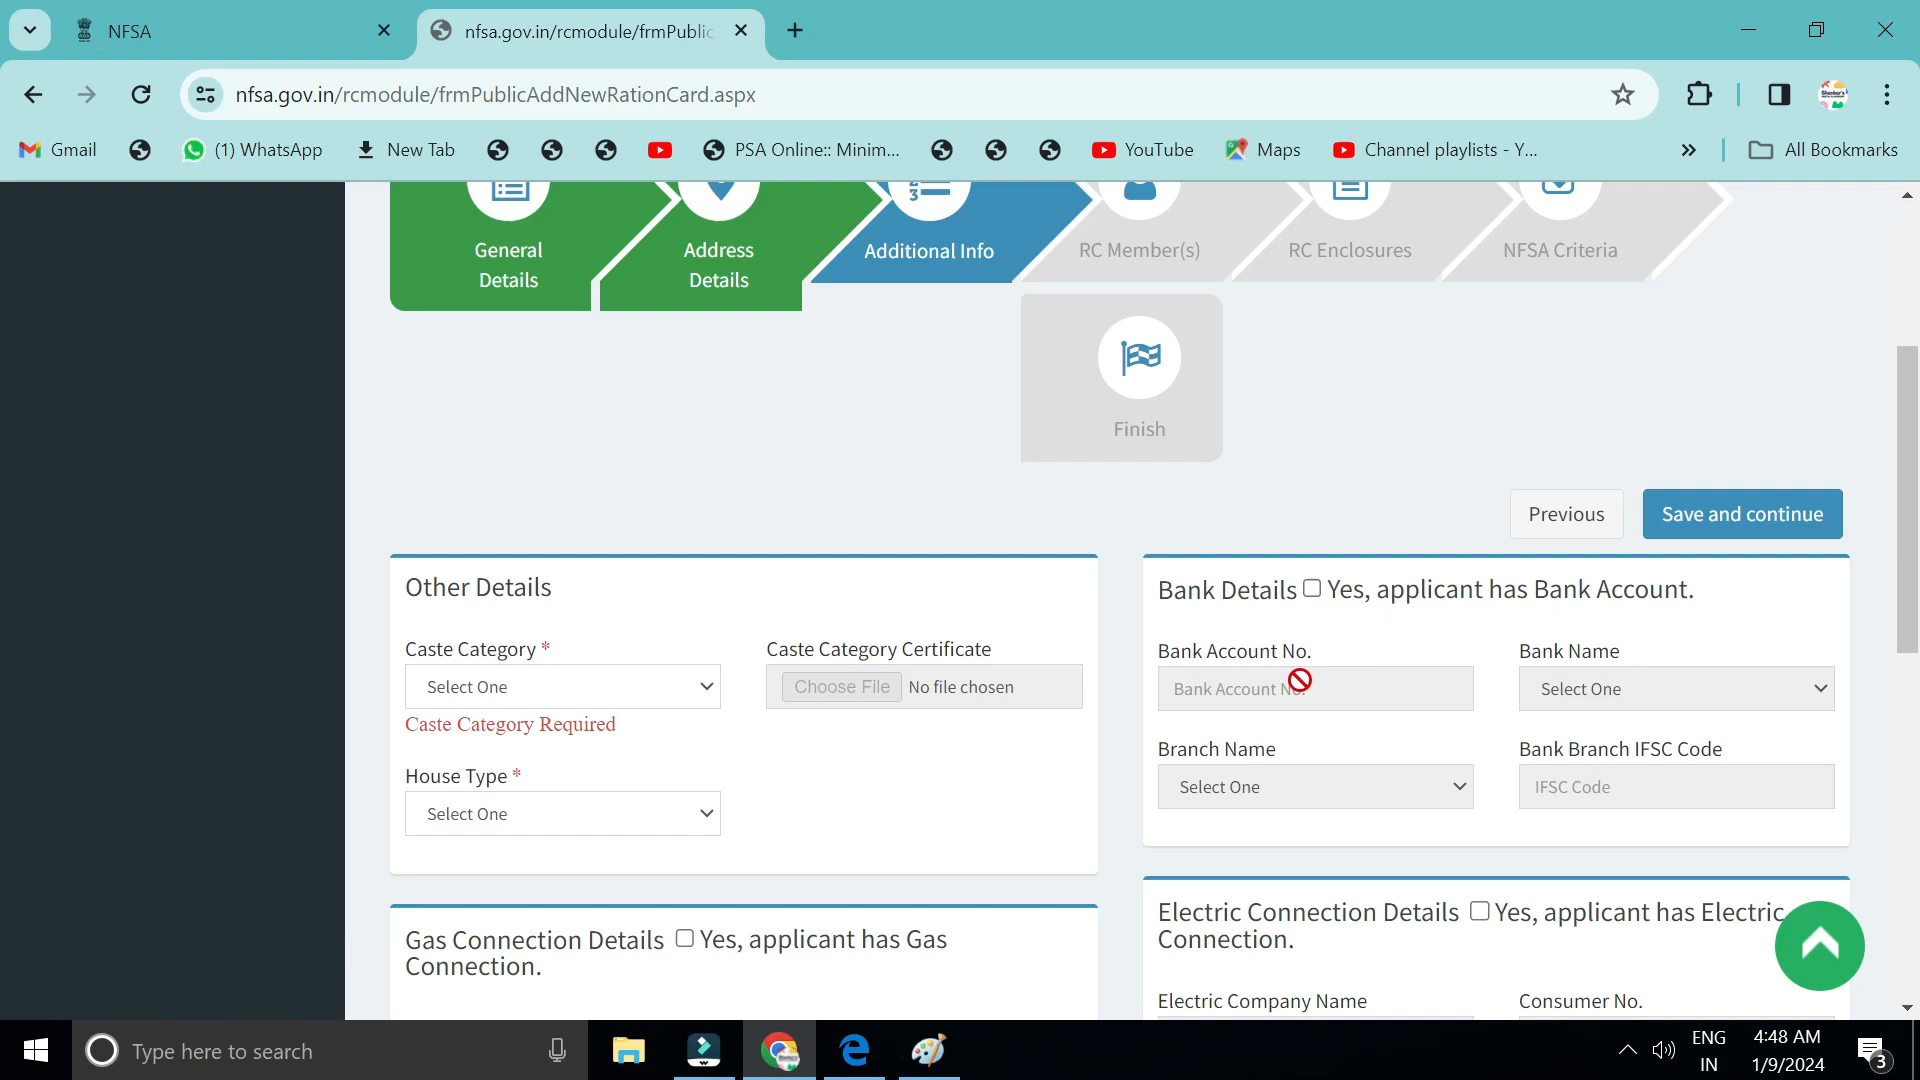 NFSA
nfsa.gov.in/rcmodule/frmPublic
nfsa.gov.in/rcmodule/frmPublicAddNewRationCard.aspx
Gmail
(1) WhatsApp
New Tab
PSA Online:: Minim...
YouTube
Maps
Channel playlists - Y...
All Bookmarks
General
Details
Address
Details
Additional Info
RC Member(s)
RC Enclosures
NFSA Criteria
Finish
Previous
Save and continue
Other Details
Caste Category *
Caste Category Certificate
Select One
Choose File No file chosen
Caste Category Required
House Type *
Select One
Bank Details Yes, applicant has Bank Account.
Bank Account No.
Bank Name
Bank Account No.
Select One
Branch Name
Bank Branch IFSC Code
Select One
IFSC Code
Gas Connection Details Yes, applicant has Gas
Connection.
Electric Connection Details Yes, applicant has Electric
Connection.
Electric Company Name
Consumer No.
Type here to search
ENG
IN
4:48 AM
1/9/2024
3